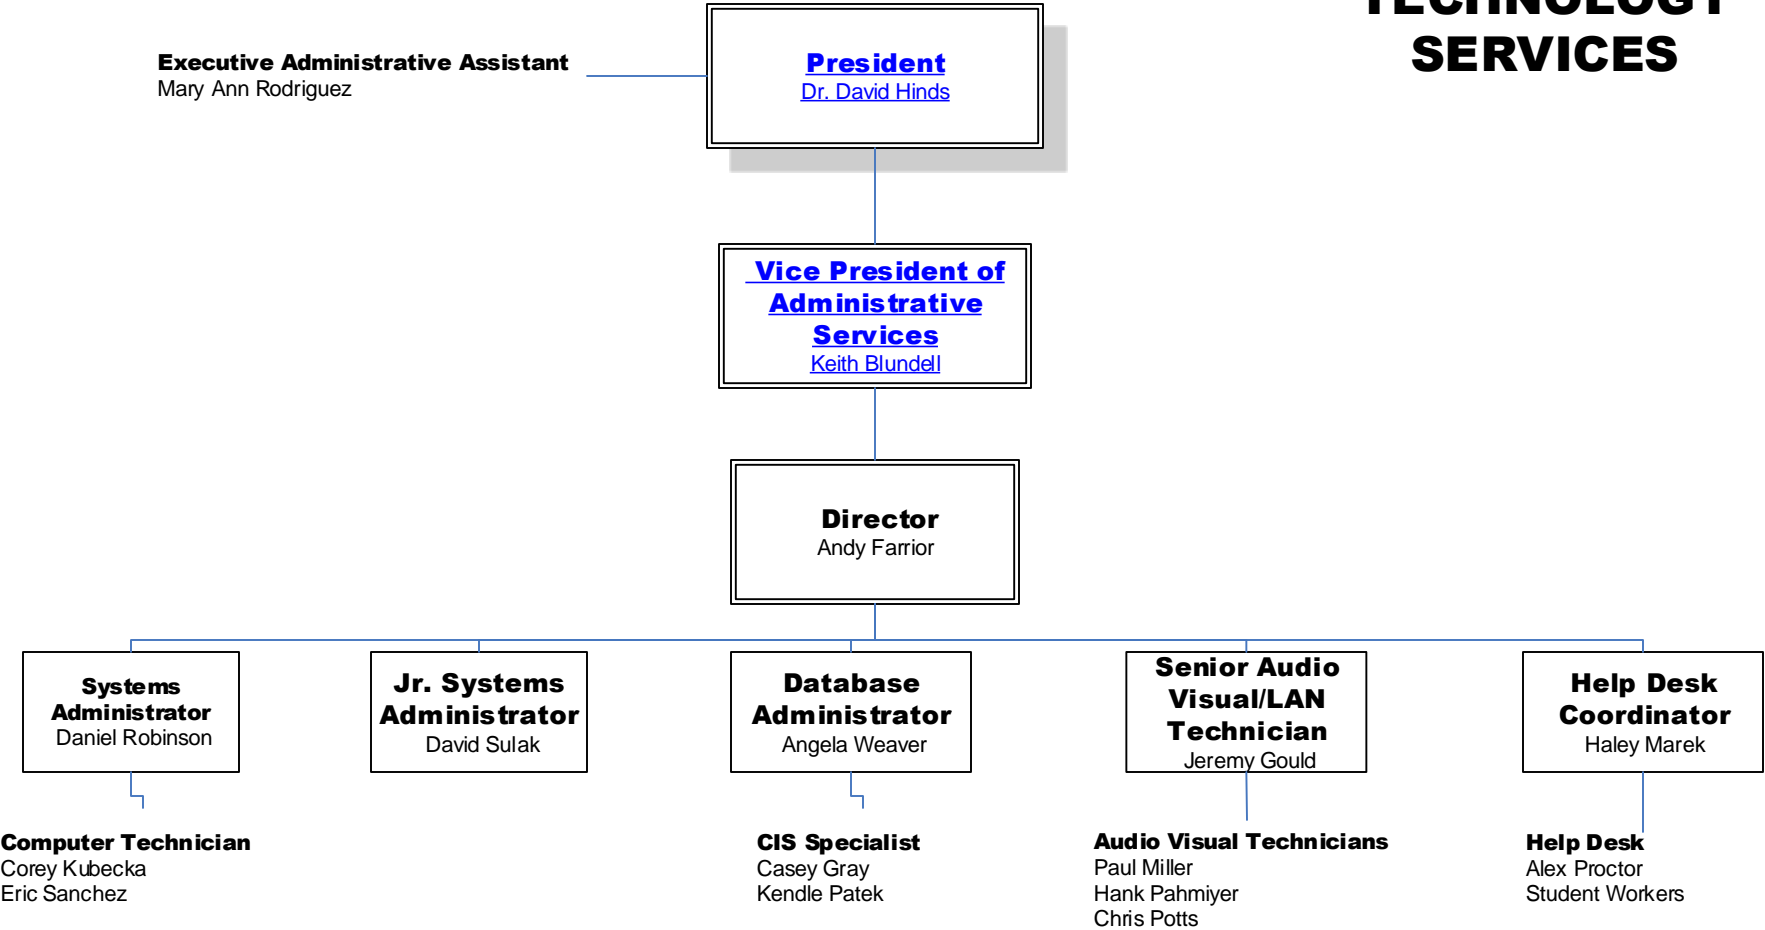 TECHNOLOGY
SERVICES
Executive Administrative Assistant
Mary Ann Rodriguez
President
Dr. David Hinds
Vice President of
Administrative
Services
Keith Blundell
Director
Andy Farrior
Systems
Administrator
Daniel Robinson
Jr. Systems
Administrator
David Sulak
Database
Administrator
Angela Weaver
Senior Audio
Visual/LAN
Technician
Jeremy Gould
Help Desk
Coordinator
Haley Marek
Computer Technician
Corey Kubecka
Eric Sanchez
CIS Specialist
Casey Gray
Kendle Patek
Audio Visual Technicians
Paul Miller
Hank Pahmiyer
Chris Potts
Help Desk
Alex Proctor
Student Workers